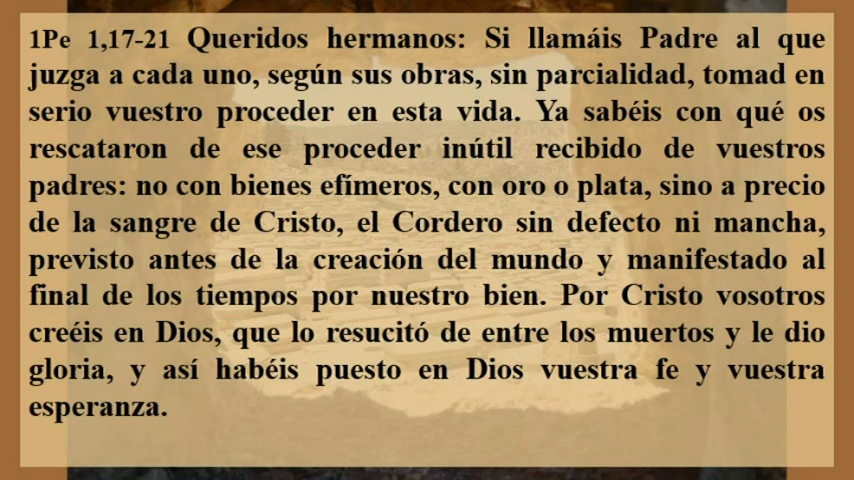 1Pe 1,17-21 Queridos hermanos: Si llamáis Padre al que
juzga a cada uno, según sus obras, sin parcialidad, tomad en
serio vuestro proceder en esta vida. Ya sabéis con qué os
rescataron de ese proceder inútil recibido de vuestros
padres: no con bienes efímeros, con oro o plata, sino a precio
de la sangre de Cristo, el Cordero sin defecto ni mancha,
previsto antes de la creación del mundo y manifestado al
final de los tiempos por nuestro bien. Por Cristo vosotros
creéis en Dios, que lo resucitó de entre los muertos y le dio
gloria, y así habéis puesto en Dios vuestra fe y vuestra
esperanza.